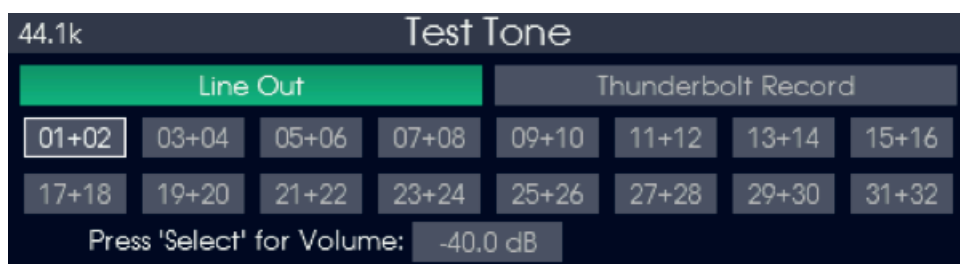 44.1k Test Tone
Line Out Thunderbolt Record
01+02 03+04 05+06 07+08 09+10 11+12 13+14 15+16
17+18 19+20 21+22 23+24 25+26 27+28 29+30 31+32
Press 'Select' for Volume: -40.0 dB